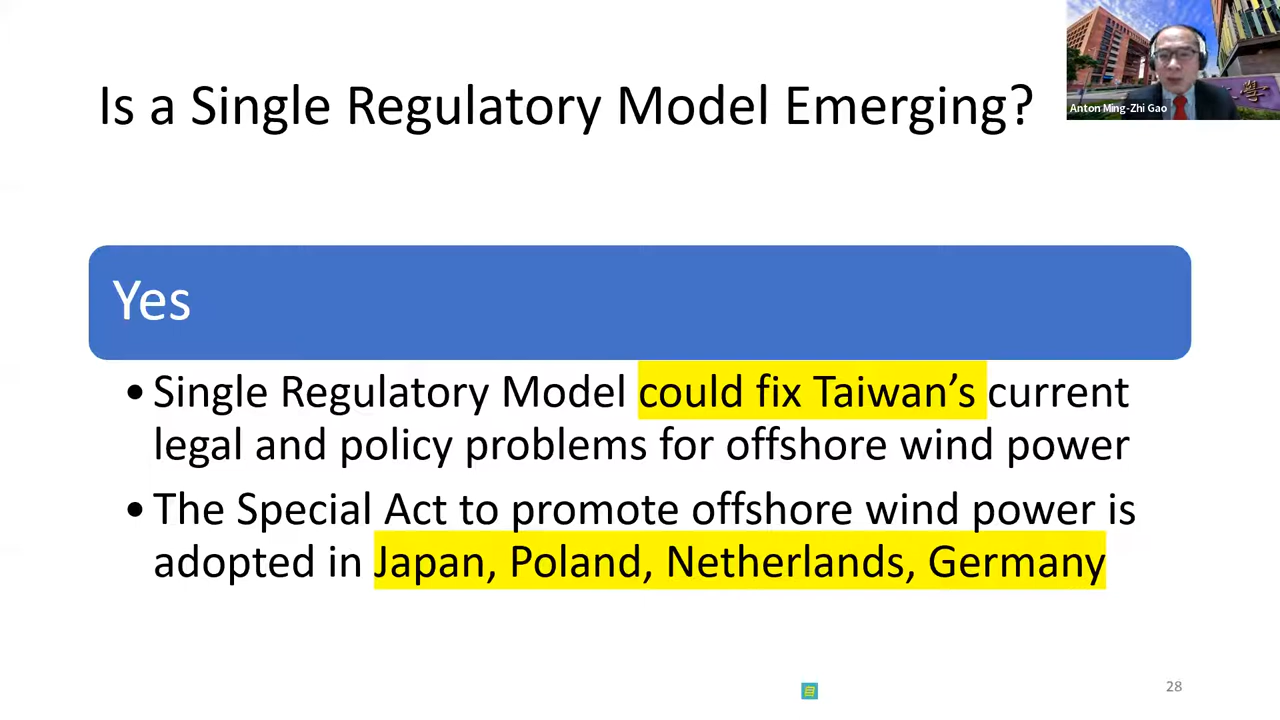 Is a Single Regulatory Model Emerging?
Anton Ming-Zhi Gao
Yes
• Single Regulatory Model could fix Taiwan’s current
legal and policy problems for offshore wind power
• The Special Act to promote offshore wind power is
adopted in Japan, Poland, Netherlands, Germany
28